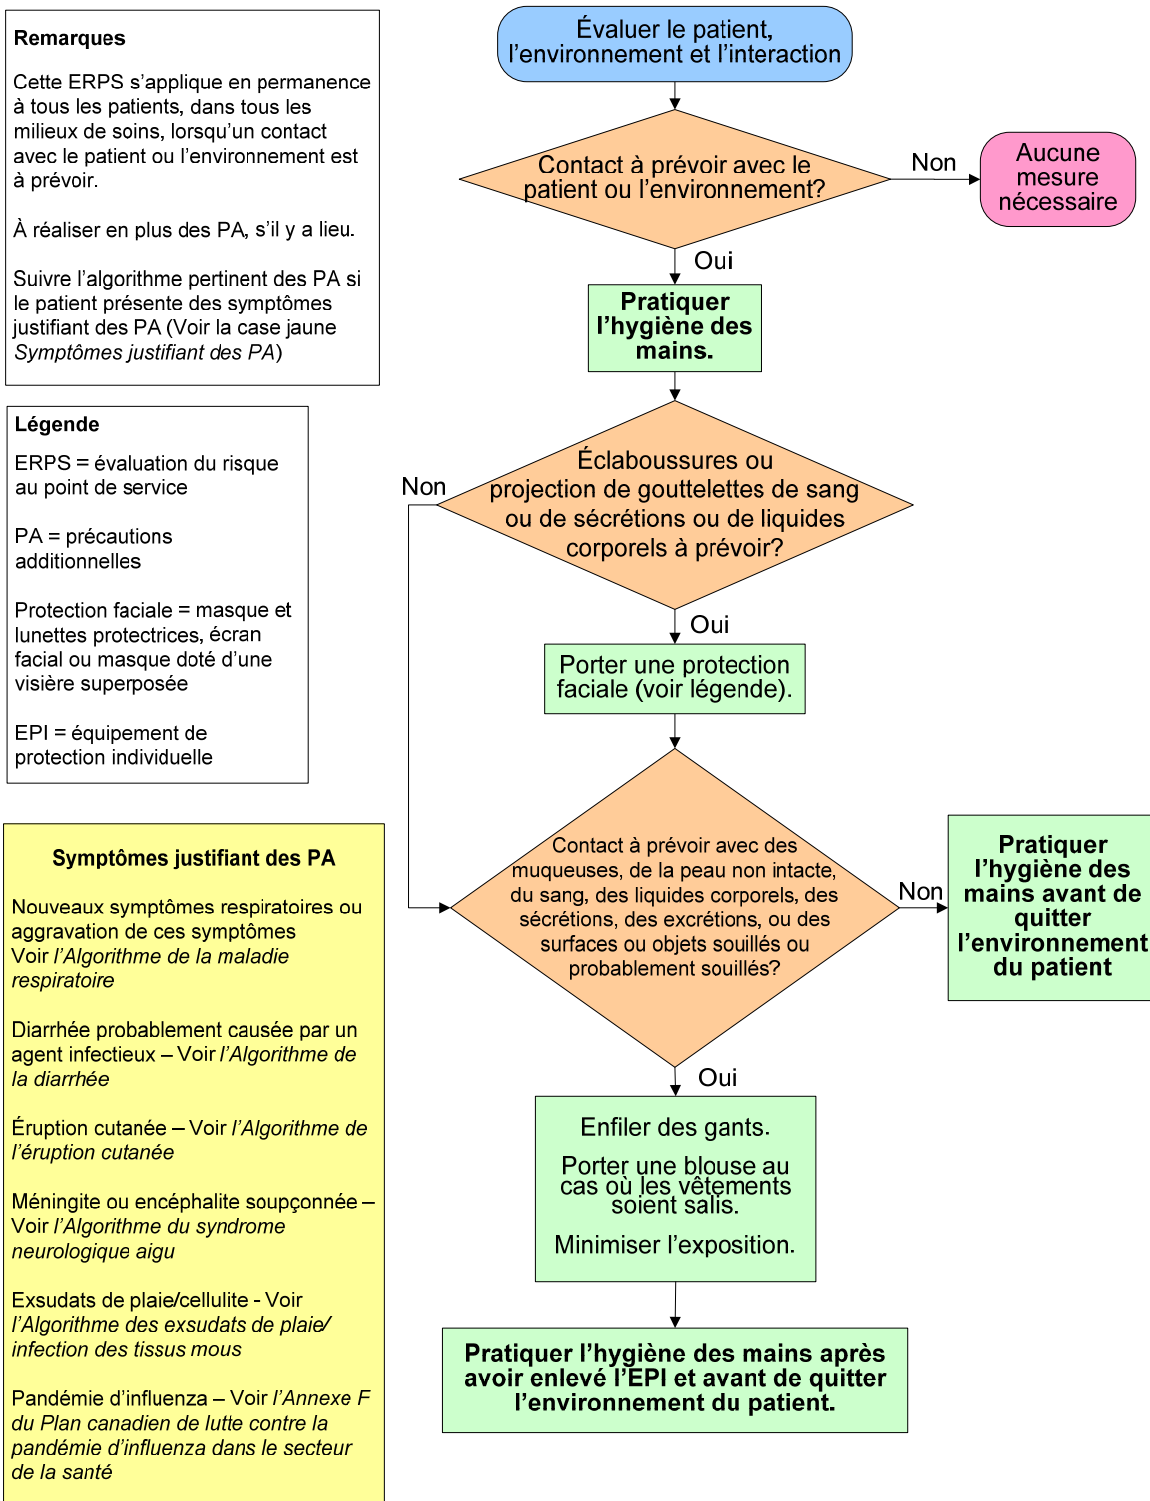 Remarques
Cette ERPS s’applique en permanence
à tous les patients, dans tous les
milieux de soins, lorsqu’un contact
avec le patient ou l’environnement est
à prévoir.
À réaliser en plus des PA, s’il y a lieu.
Suivre l’algorithme pertinent des PA si
le patient présente des symptômes
justifiant des PA (Voir la case jaune
Symptômes justifiant des PA)
Légende
ERPS = évaluation du risque
au point de service
PA = précautions
additionnelles
Protection faciale = masque et
lunettes protectrices, écran
facial ou masque doté d’une
visière superposée
EPI = équipement de
protection individuelle
Symptômes justifiant des PA
Nouveaux symptômes respiratoires ou
aggravation de ces symptômes
Voir l’Algorithme de la maladie
respiratoire
Diarrhée probablement causée par un
agent infectieux – Voir l’Algorithme de
la diarrhée
Éruption cutanée – Voir l’Algorithme de
l’éruption cutanée
Méningite ou encéphalite soupçonnée –
Voir l’Algorithme du syndrome
neurologique aigu
Exsudats de plaie/cellulite - Voir
l’Algorithme des exsudats de plaie/
infection des tissus mous
Pandémie d’influenza – Voir l’Annexe F
du Plan canadien de lutte contre la
pandémie d’influenza dans le secteur
de la santé
Évaluer le patient,
l’environnement et l’interaction
Contact à prévoir avec le
patient ou l’environnement?
Non
Aucune
mesure
nécessaire
Oui
Pratiquer
l’hygiène des
mains.
Éclaboussures ou
projection de gouttelettes de sang
ou de sécrétions ou de liquides
corporels à prévoir?
Non
Oui
Porter une protection
faciale (voir légende).
Contact à prévoir avec des
muqueuses, de la peau non intacte,
du sang, des liquides corporels, des
sécrétions, des excrétions, ou des
surfaces ou objets souillés ou
probablement souillés?
Non
Pratiquer
l’hygiène des
mains avant de
quitter
l’environnement
du patient
Oui
Enfiler des gants.
Porter une blouse au
cas où les vêtements
soient salis.
Minimiser l’exposition.
Pratiquer l’hygiène des mains après
avoir enlevé l’EPI et avant de quitter
l’environnement du patient.